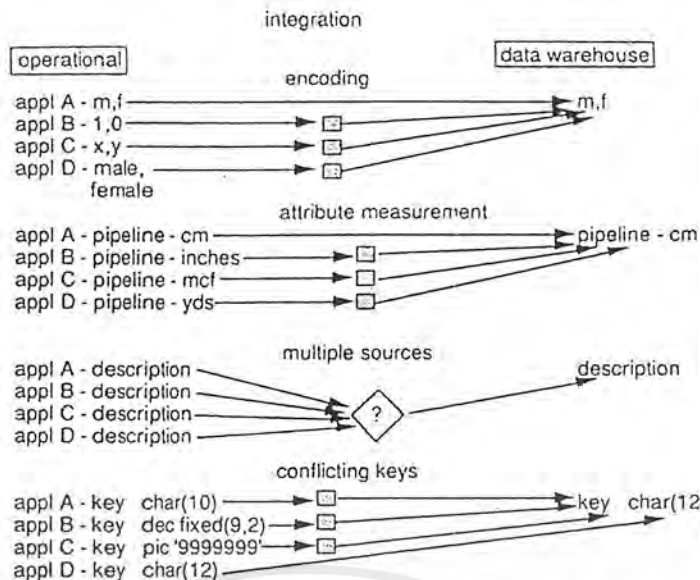 integration
operational
data warehouse
encoding
appl A - m,f
m,f
appl B - 1,0
appl C - x,y
appl D - male,
female
attribute measurement
appl A - pipeline - cm
pipeline - cm
appl B - pipeline - inches
appl C - pipeline - mcf
appl D - pipeline - yds
multiple sources
appl A - description
description
appl B - description
?
appl C - description
appl D - description
conflicting keys
appl A - key char(10)
key char(12
appl B - key dec fixed(9,2)
appl C - key pic '9999999'
appl D - key char(12)